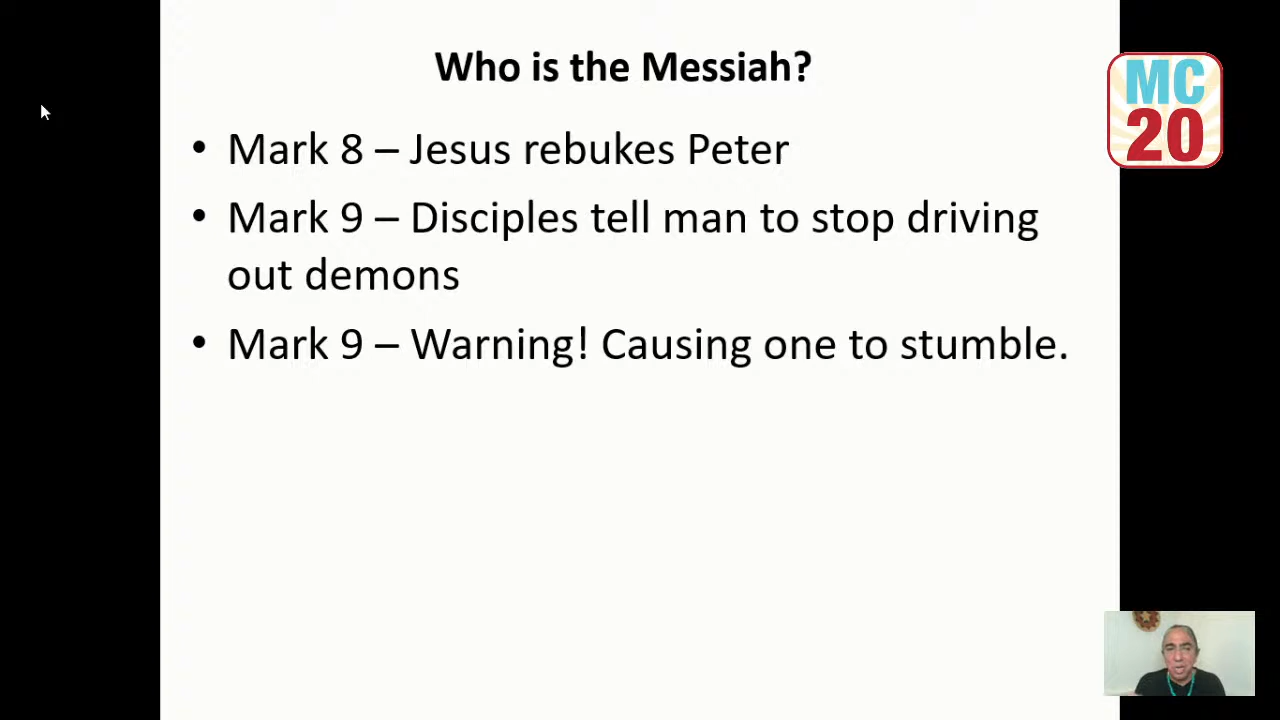 Who is the Messiah?
MC
20
• Mark 8 – Jesus rebukes Peter
• Mark 9 – Disciples tell man to stop driving
out demons
• Mark 9 – Warning! Causing one to stumble.